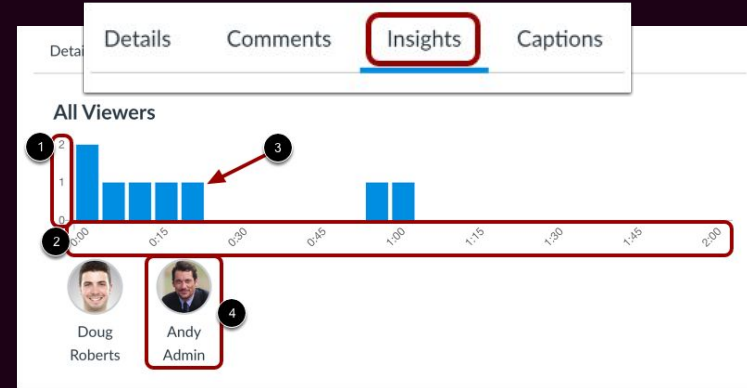 Details Comments Insights Captions
Detai
All Viewers
1
2
3
1
0
2
0:00 0:15 0:30 0:45 1:00 1:15 1:30 1:45 2:00
4
Doug Andy
Roberts Admin